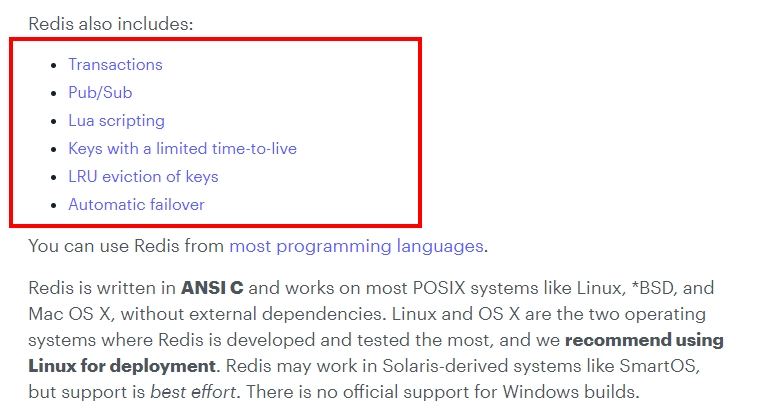 Redis also includes:
• Transactions
• Pub/Sub
• Lua scripting
• Keys with a limited time-to-live
• LRU eviction of keys
• Automatic failover
You can use Redis from most programming languages.
Redis is written in ANSI C and works on most POSIX systems like Linux, *BSD, and
Mac OS X, without external dependencies. Linux and OS X are the two operating
systems where Redis is developed and tested the most, and we recommend using
Linux for deployment. Redis may work in Solaris-derived systems like SmartOS,
but support is best effort. There is no official support for Windows builds.